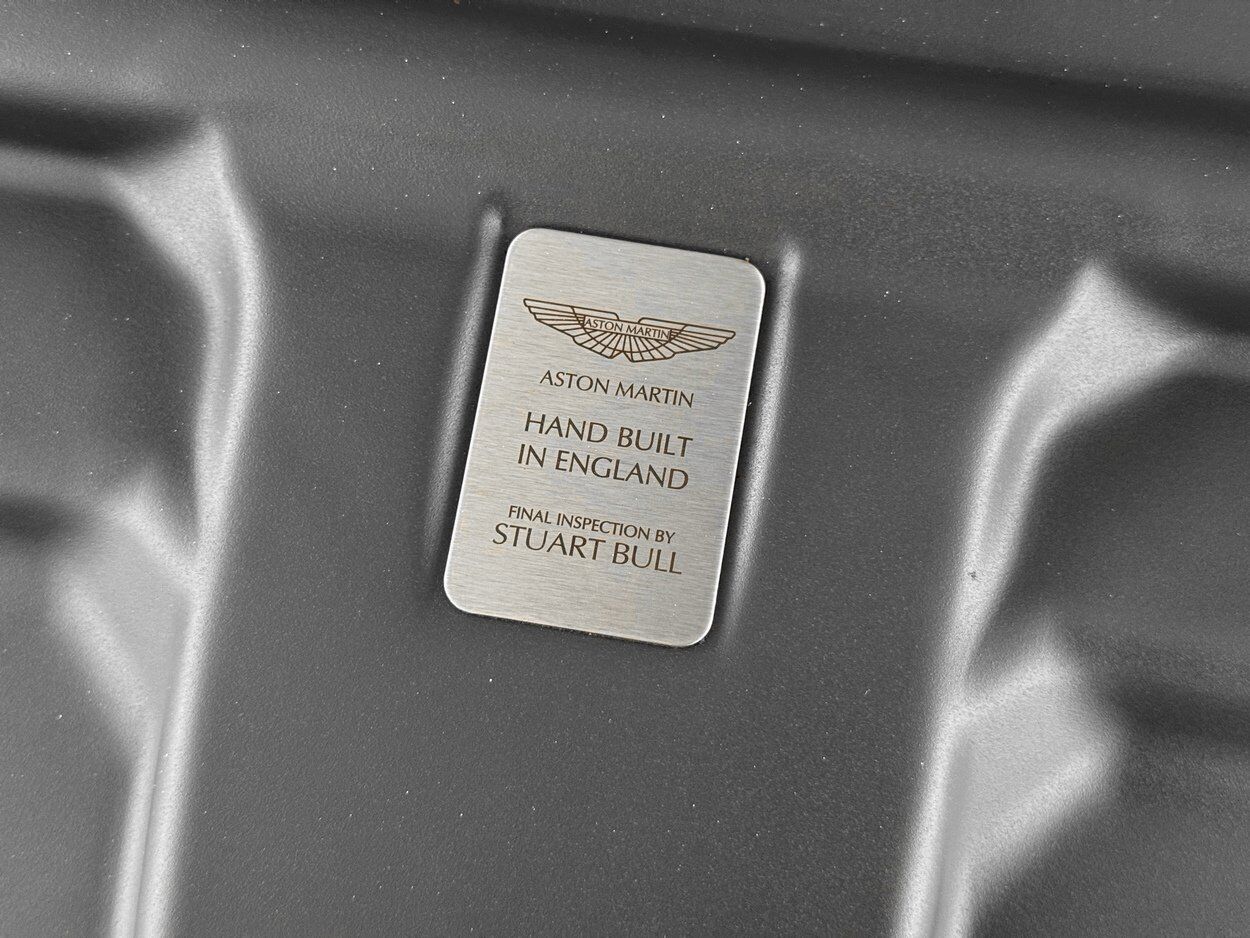 ASTON MARTIN
ASTON MARTIN
HAND BUILT
IN ENGLAND
FINAL INSPECTION BY
STUART BULL